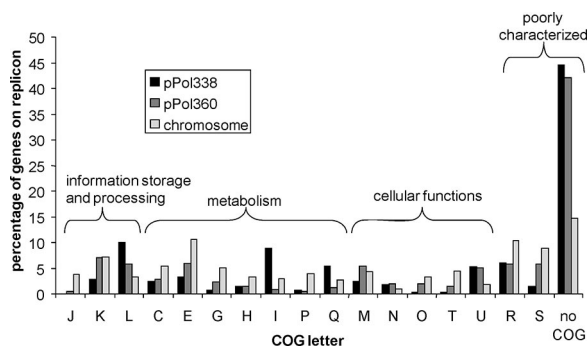 poorly
characterized
50
45
40
35
30
25
20
15
10
5
0
percentage of genes on replicon
pPol338
pPol360
chromosome
information storage
and processing
metabolism
cellular functions
J K L C E G H I P Q M N O T U R S no
COG
COG letter